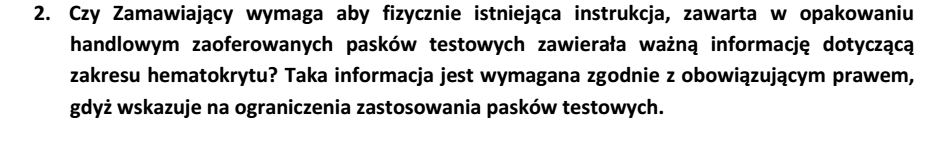 2. Czy Zamawiający wymaga aby fizycznie istniejąca instrukcja, zawarta w opakowaniu
handlowym zaoferowanych pasków testowych zawierała ważną informację dotyczącą
zakresu hematokrytu? Taka informacja jest wymagana zgodnie z obowiązującym prawem,
gdyż wskazuje na ograniczenia zastosowania pasków testowych.